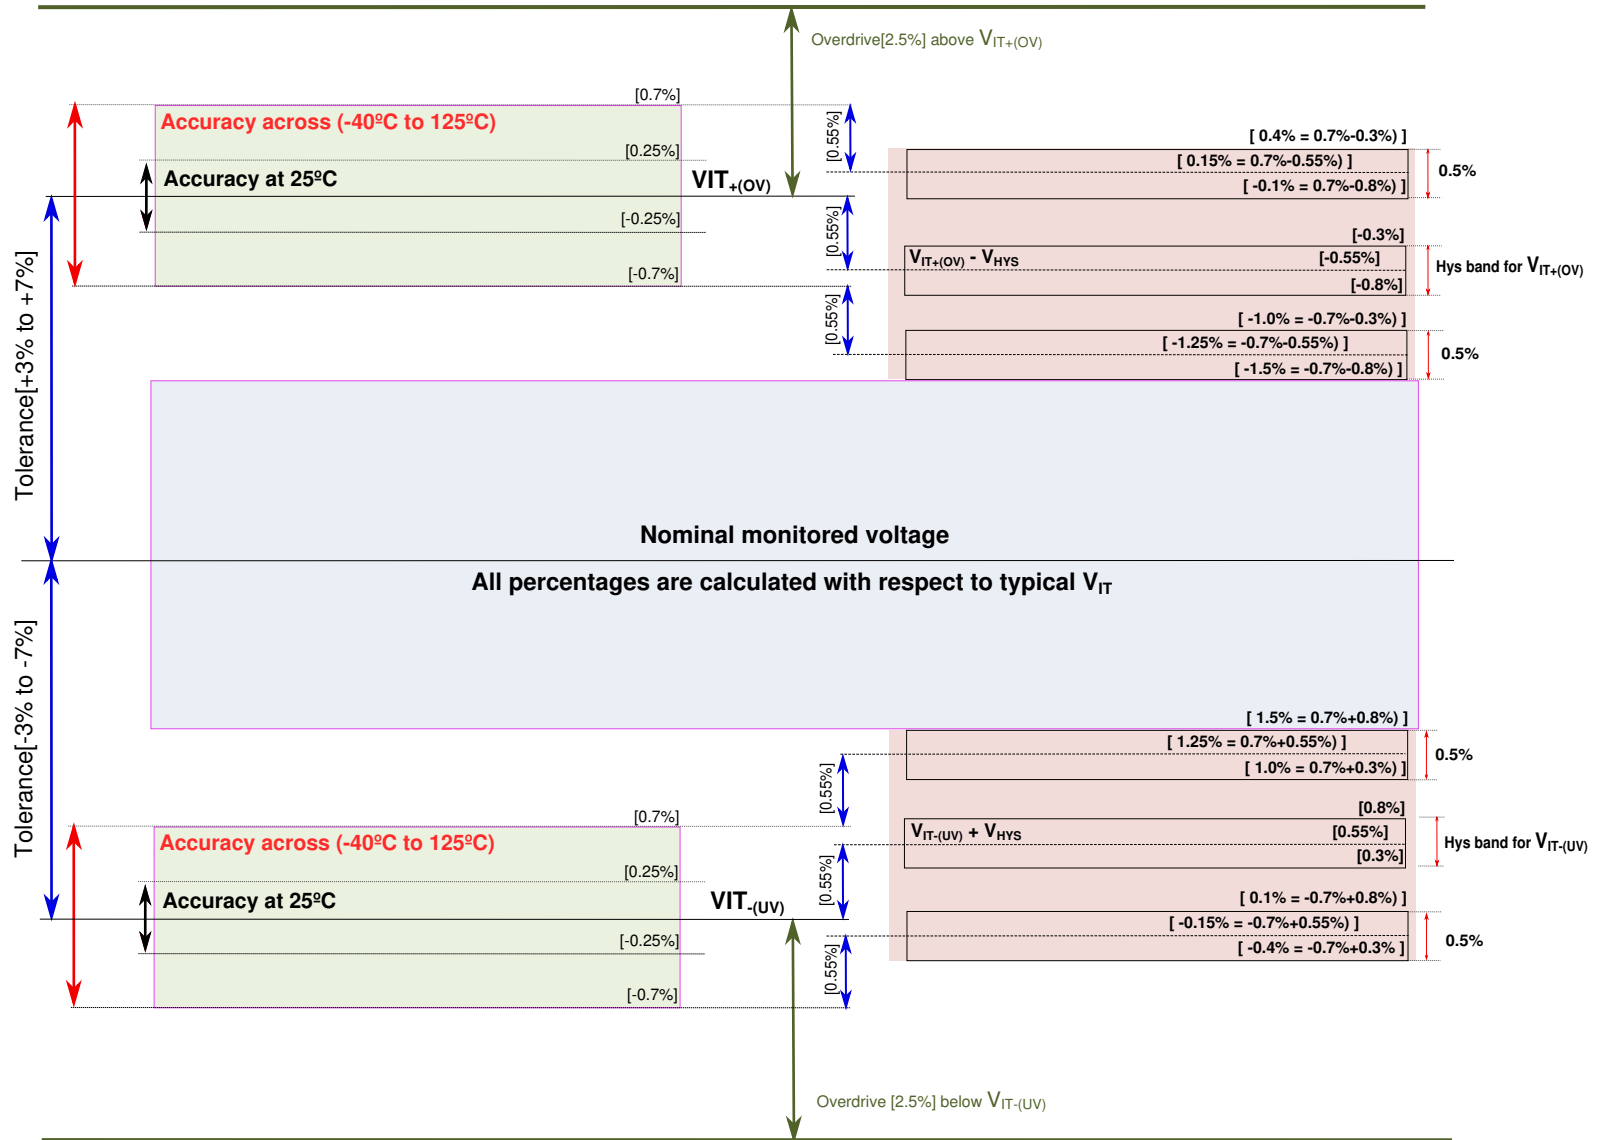 Overdrive[2.5%] above VIT+(OV)
[0.7%]
Accuracy across (-40ºC to 125ºC)
[0.25%]
Accuracy at 25ºC
VIT+(OV)
[-0.25%]
[-0.7%]
[0.55%]
[0.55%]
[0.55%]
[ 0.4% = 0.7%-0.3%) ]
[ 0.15% = 0.7%-0.55%) ]
[ -0.1% = 0.7%-0.8%) ]
0.5%
[-0.3%]
VIT+(OV) - VHYS
[-0.55%]
[-0.8%]
Hys band for VIT+(OV)
[ -1.0% = -0.7%-0.3%) ]
[ -1.25% = -0.7%-0.55%) ]
[ -1.5% = -0.7%-0.8%) ]
0.5%
Tolerance[+3% to +7%]
Nominal monitored voltage
All percentages are calculated with respect to typical VIT
Tolerance[-3% to -7%]
[ 1.5% = 0.7%+0.8%) ]
[ 1.25% = 0.7%+0.55%) ]
[ 1.0% = 0.7%+0.3%) ]
0.5%
[0.8%]
VIT-(UV) + VHYS
[0.55%]
[0.3%]
Hys band for VIT-(UV)
[ 0.1% = -0.7%+0.8%) ]
[ -0.15% = -0.7%+0.55%) ]
[ -0.4% = -0.7%+0.3% ]
0.5%
[0.55%]
[0.55%]
[0.55%]
[0.7%]
Accuracy across (-40ºC to 125ºC)
[0.25%]
Accuracy at 25ºC
VIT-(UV)
[-0.25%]
[-0.7%]
Overdrive [2.5%] below VIT-(UV)